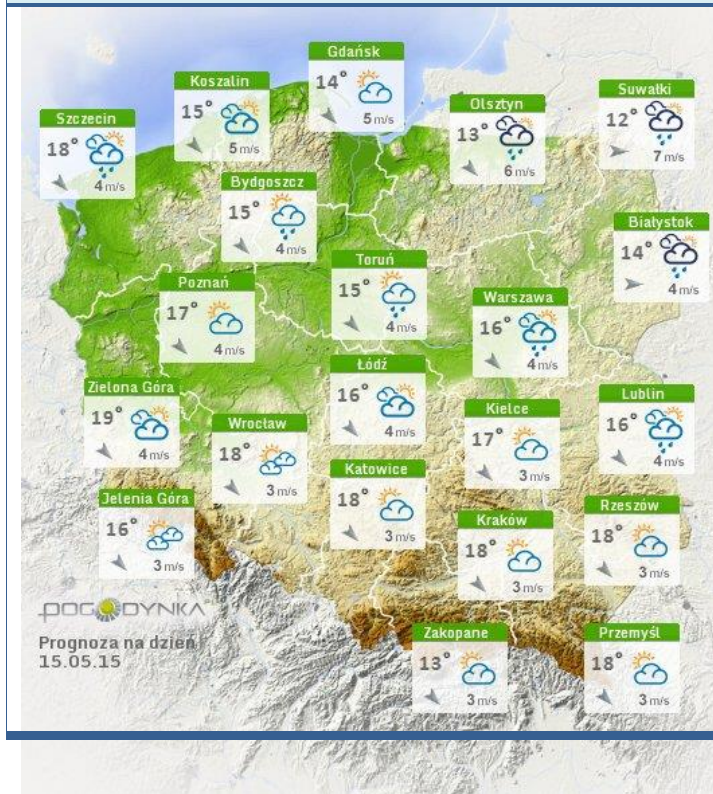 Gdańsk
14°
5 m/s
Koszalin
15°
5 m/s
Suwałki
12°
7 m/s
Olsztyn
13°
6 m/s
Szczecin
18°
4 m/s
Bydgoszcz
15°
4 m/s
Białystok
14°
4 m/s
Toruń
15°
4 m/s
Poznań
17°
4 m/s
Warszawa
16°
4 m/s
Łódź
16°
4 m/s
Zielona Góra
19°
4 m/s
Lublin
16°
4 m/s
Kielce
17°
3 m/s
Wrocław
18°
3 m/s
Katowice
18°
3 m/s
Jelenia Góra
16°
3 m/s
Rzeszów
18°
3 m/s
Kraków
18°
3 m/s
POGODYNKA
Prognoza na dzień
15.05.15
Zakopane
13°
3 m/s
Przemyśl
18°
3 m/s